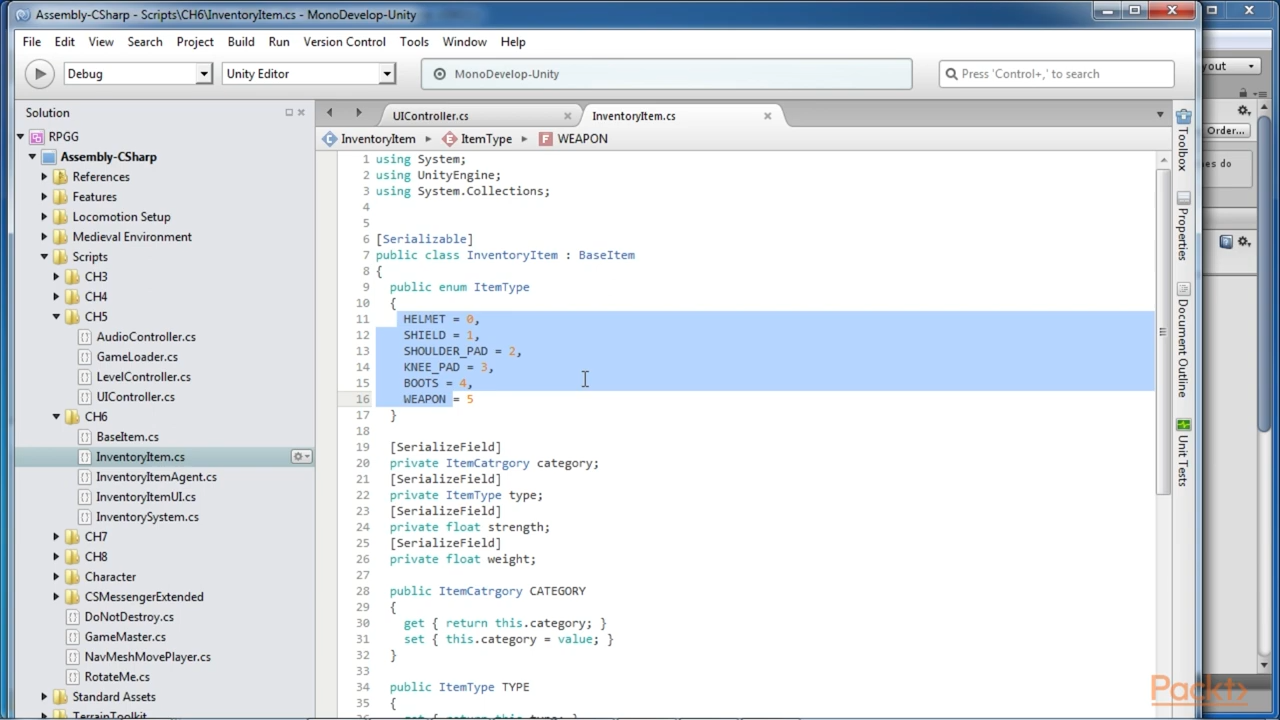 Assembly-CSharp - Scripts\CH6\InventoryItem.cs - MonoDevelop-Unity
File Edit View Search Project Build Run Version Control Tools Window Help
Debug Unity Editor MonoDevelop-Unity Press 'Control+,' to search
Solution
RPGG
Assembly-CSharp
References
Features
Locomotion Setup
Medieval Environment
Scripts
CH3
CH4
CH5
AudioController.cs
GameLoader.cs
LevelController.cs
UIController.cs
CH6
BaseItem.cs
InventoryItem.cs
InventoryItemAgent.cs
InventoryItemUI.cs
InventorySystem.cs
CH7
CH8
Character
CSMessengerExtended
DoNotDestroy.cs
GameMaster.cs
NavMeshMovePlayer.cs
RotateMe.cs
Standard Assets
TerrainToolkit
UIController.cs InventoryItem.cs
InventoryItem ItemType WEAPON
1 using System;
2 using UnityEngine;
3 using System.Collections;
4
5
6 [Serializable]
7 public class InventoryItem : BaseItem
8 {
9 public enum ItemType
10 {
11 HELMET = 0,
12 SHIELD = 1,
13 SHOULDER_PAD = 2,
14 KNEE_PAD = 3,
15 BOOTS = 4,
16 WEAPON = 5
17 }
18
19 [SerializeField]
20 private ItemCatrgory category;
21 [SerializeField]
22 private ItemType type;
23 [SerializeField]
24 private float strength;
25 [SerializeField]
26 private float weight;
27
28 public ItemCatrgory CATEGORY
29 {
30 get { return this.category; }
31 set { this.category = value; }
32 }
33
34 public ItemType TYPE
35 {
36 get { return this.type; }
Toolbox
Properties
Document Outline
Unit Tests
yout
Order...
es do
Packt>